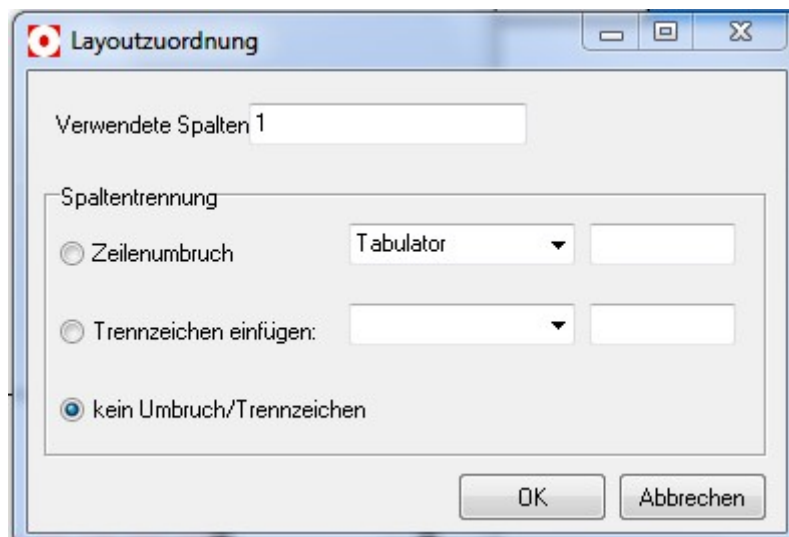 Layoutzuordnung
Verwendete Spalten 1
Spaltentrennung
Zeilenumbruch Tabulator
Trennzeichen einfügen:
kein Umbruch/Trennzeichen
OK Abbrechen